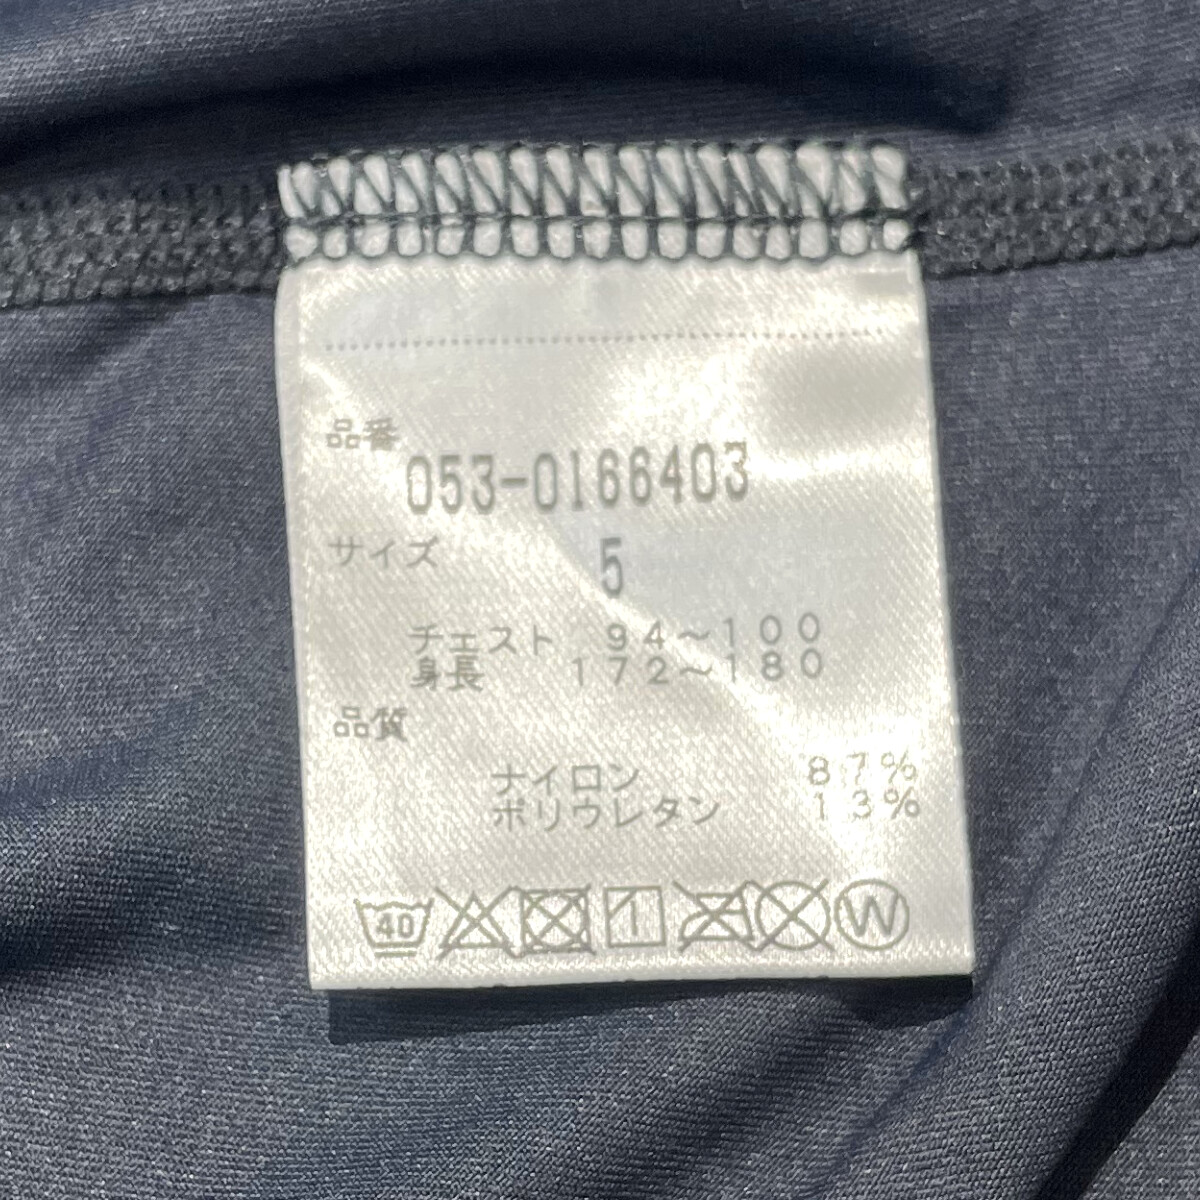 品番
053-0166403
サイズ 5
チェスト 94~100
身長 172~180
品質
ナイロン 87%
ポリウレタン 13%
40 W